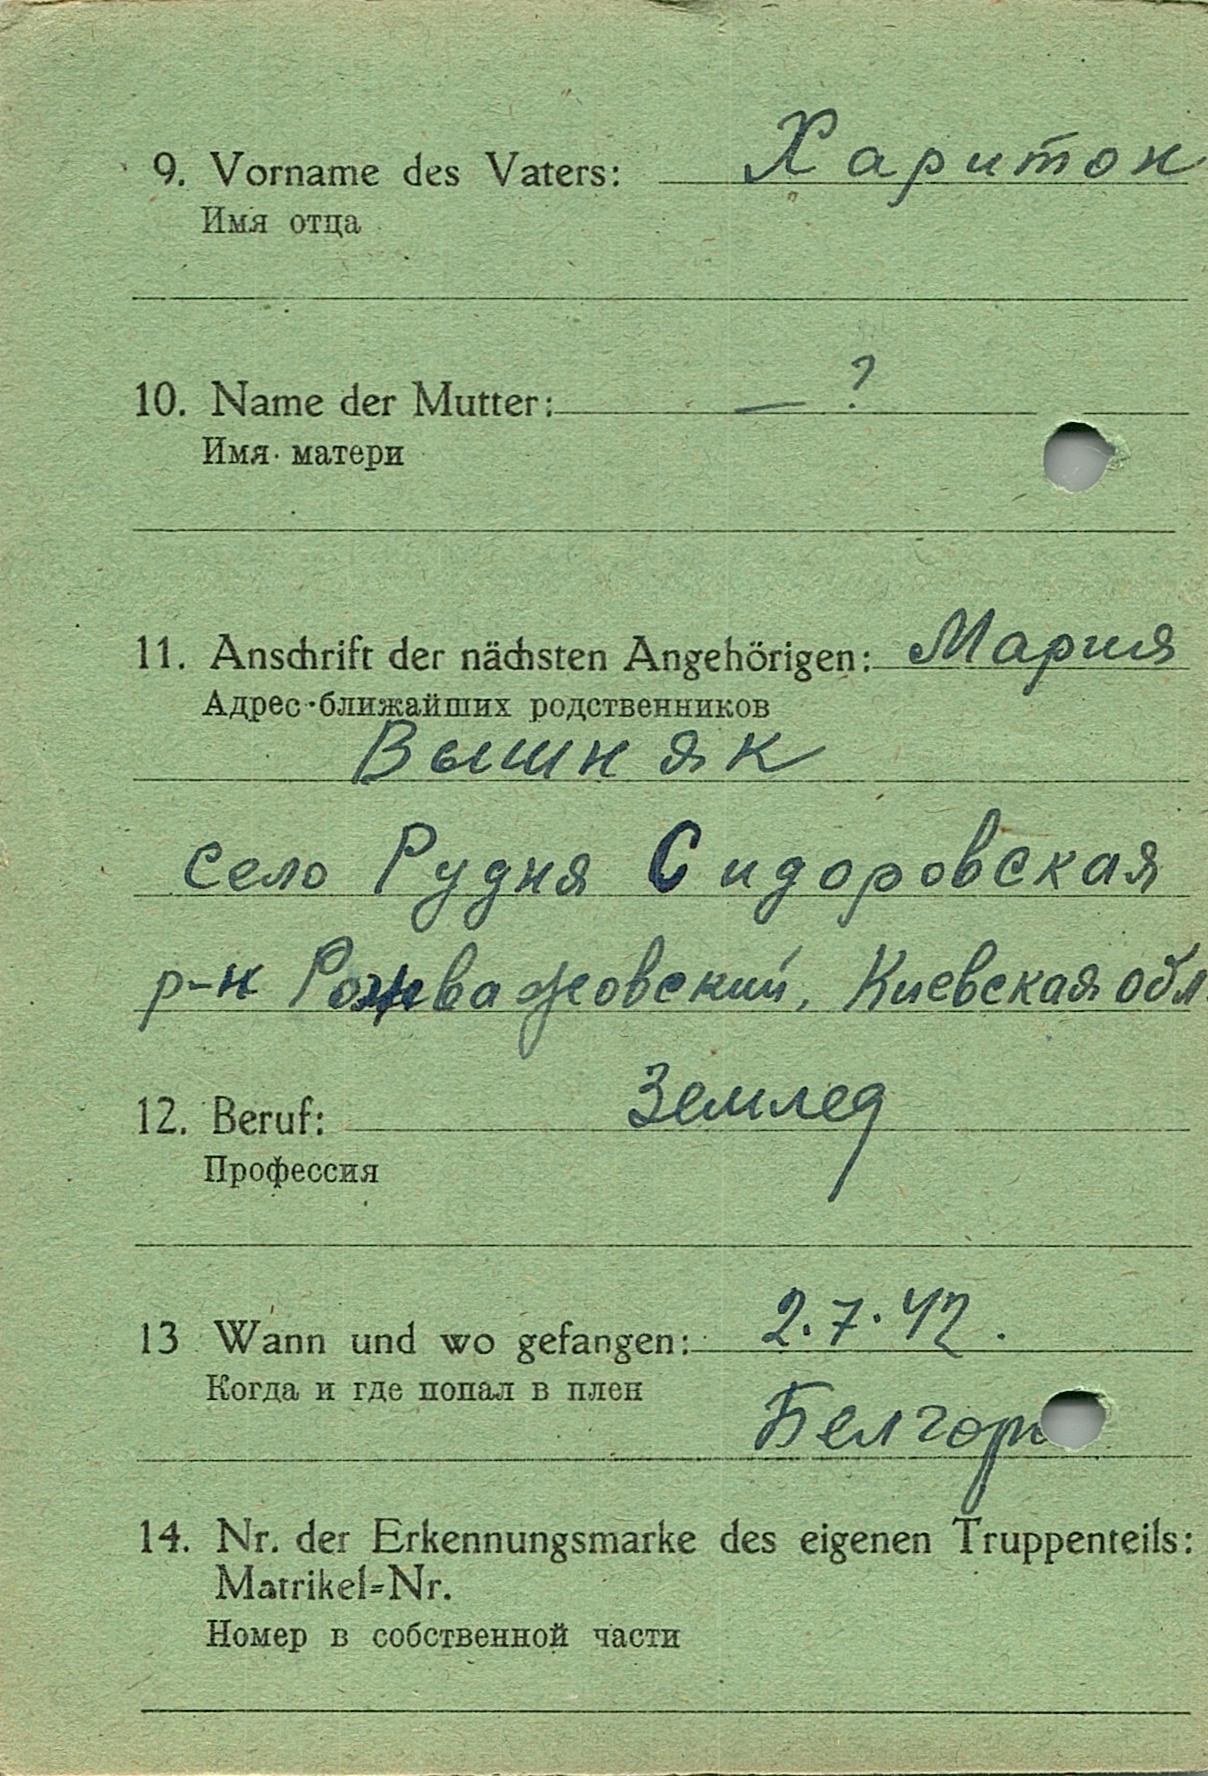 9. Vorname des Vaters: Харитон
Имя отца
10. Name der Mutter: — ?
Имя матери
11. Anschrift der nächsten Angehörigen: Мария
Адрес ближайших родственников
Вышняк
село Рудня Сидоровская
р-н Розважовский, Киевская обл.
12. Beruf: Землед
Профессия
13 Wann und wo gefangen: 2.7.42.
Когда и где попал в плен
Белгор
14. Nr. der Erkennungsmarke des eigenen Truppenteils:
Matrikel=Nr.
Номер в собственной части